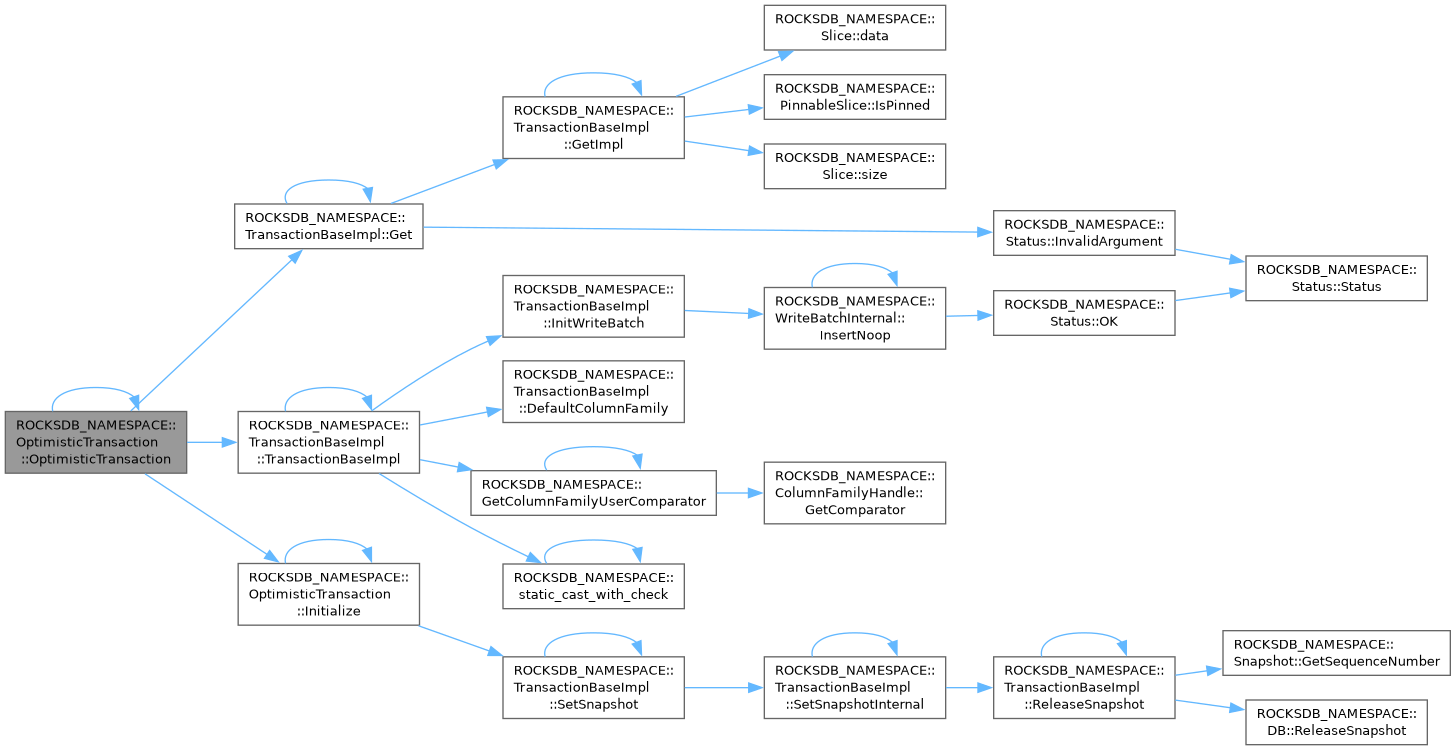 ROCKSDB_NAMESPACE::
Slice::data
ROCKSDB_NAMESPACE::
PinnableSlice::IsPinned
ROCKSDB_NAMESPACE::
TransactionBaseImpl
::GetImpl
ROCKSDB_NAMESPACE::
Slice::size
ROCKSDB_NAMESPACE::
TransactionBaseImpl::Get
ROCKSDB_NAMESPACE::
Status::InvalidArgument
ROCKSDB_NAMESPACE::
Status::Status
ROCKSDB_NAMESPACE::
TransactionBaseImpl
::InitWriteBatch
ROCKSDB_NAMESPACE::
WriteBatchInternal::
InsertNoop
ROCKSDB_NAMESPACE::
Status::OK
ROCKSDB_NAMESPACE::
TransactionBaseImpl
::DefaultColumnFamily
ROCKSDB_NAMESPACE::
OptimisticTransaction
::OptimisticTransaction
ROCKSDB_NAMESPACE::
TransactionBaseImpl
::TransactionBaseImpl
ROCKSDB_NAMESPACE::
GetColumnFamilyUserComparator
ROCKSDB_NAMESPACE::
ColumnFamilyHandle::
GetComparator
ROCKSDB_NAMESPACE::
static_cast_with_check
ROCKSDB_NAMESPACE::
OptimisticTransaction
::Initialize
ROCKSDB_NAMESPACE::
TransactionBaseImpl
::SetSnapshot
ROCKSDB_NAMESPACE::
TransactionBaseImpl
::SetSnapshotInternal
ROCKSDB_NAMESPACE::
TransactionBaseImpl
::ReleaseSnapshot
ROCKSDB_NAMESPACE::
Snapshot::GetSequenceNumber
ROCKSDB_NAMESPACE::
DB::ReleaseSnapshot